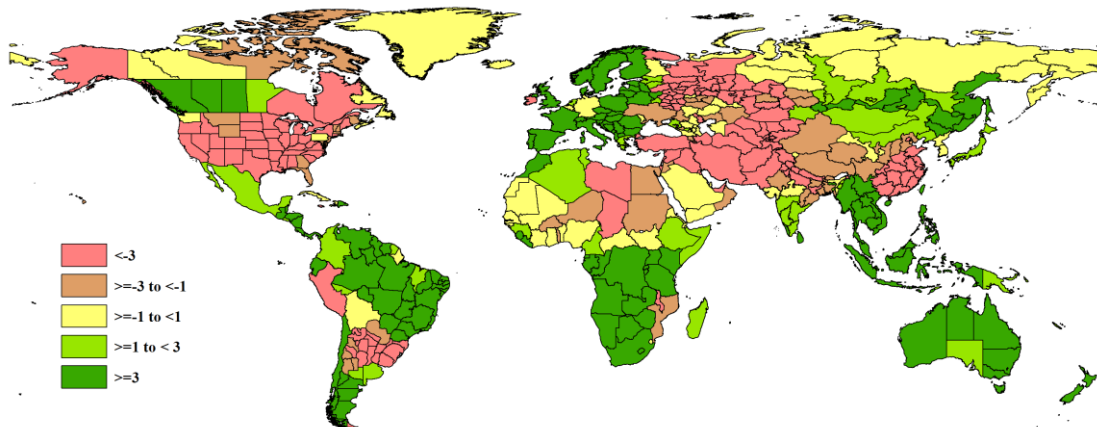 <-3
>=-3 to <-1
>=-1 to <1
>=1 to < 3
>=3